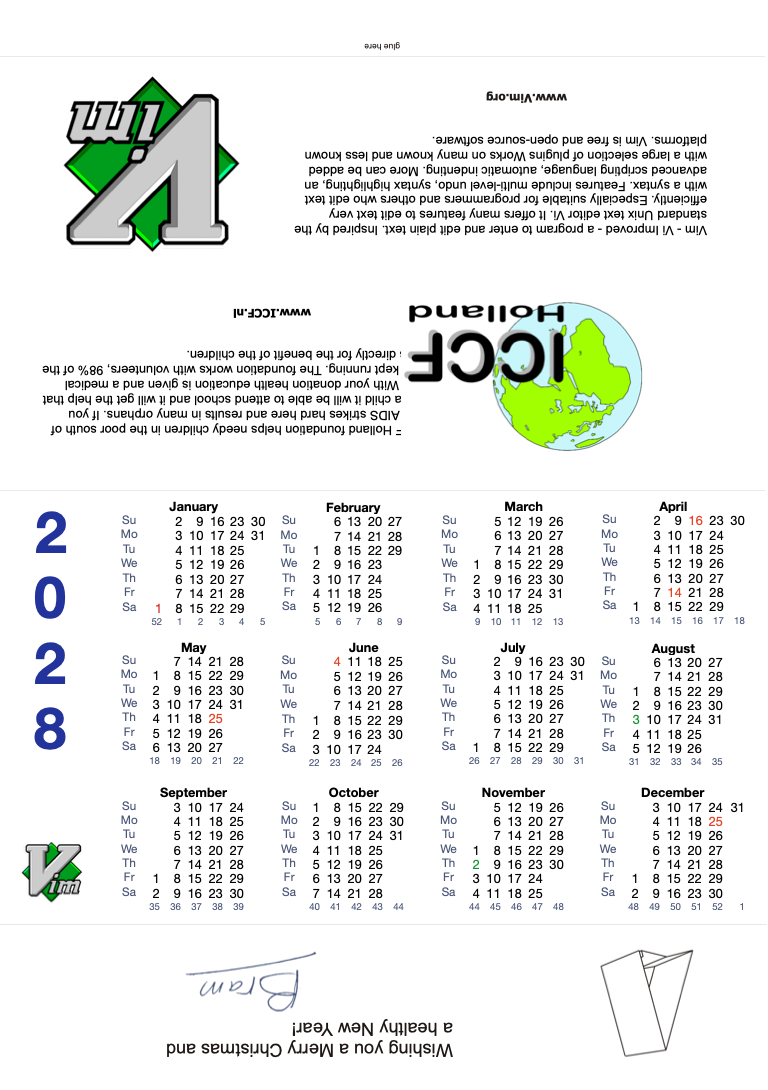 glue here
Vim
www.Vim.org
Vim - Vi Improved - a program to enter and edit plain text. Inspired by the
standard Unix text editor Vi. It offers many features to edit text very
efficiently. Especially suitable for programmers and others who edit text
with a syntax. Features include multi-level undo, syntax highlighting, an
advanced scripting language, automatic indenting. More can be added
with a large selection of plugins Works on many known and less known
platforms. Vim is free and open-source software.
ICCF
Holland
Holland foundation helps needy children in the poor south of
AIDS strikes hard here and results in many orphans. If you
a child it will be able to attend school and it will get the help that
With your donation health education is given and a medical
kept running. The foundation works with volunteers, 98% of the
directly for the benefit of the children.
www.ICCF.nl
2
0
2
8
January
Su 2 9 16 23 30
Mo 3 10 17 24 31
Tu 4 11 18 25
We 5 12 19 26
Th 6 13 20 27
Fr 7 14 21 28
Sa 1 8 15 22 29
52 1 2 3 4 5
February
Su 6 13 20 27
Mo 7 14 21 28
Tu 1 8 15 22 29
We 2 9 16 23
Th 3 10 17 24
Fr 4 11 18 25
Sa 5 12 19 26
5 6 7 8 9
March
Su 5 12 19 26
Mo 6 13 20 27
Tu 7 14 21 28
We 1 8 15 22 29
Th 2 9 16 23 30
Fr 3 10 17 24 31
Sa 4 11 18 25
9 10 11 12 13
April
Su 2 9 16 23 30
Mo 3 10 17 24
Tu 4 11 18 25
We 5 12 19 26
Th 6 13 20 27
Fr 7 14 21 28
Sa 1 8 15 22 29
13 14 15 16 17 18
May
Su 7 14 21 28
Mo 1 8 15 22 29
Tu 2 9 16 23 30
We 3 10 17 24 31
Th 4 11 18 25
Fr 5 12 19 26
Sa 6 13 20 27
18 19 20 21 22
June
Su 4 11 18 25
Mo 5 12 19 26
Tu 6 13 20 27
We 7 14 21 28
Th 1 8 15 22 29
Fr 2 9 16 23 30
Sa 3 10 17 24
22 23 24 25 26
July
Su 2 9 16 23 30
Mo 3 10 17 24 31
Tu 4 11 18 25
We 5 12 19 26
Th 6 13 20 27
Fr 7 14 21 28
Sa 1 8 15 22 29
26 27 28 29 30 31
August
Su 6 13 20 27
Mo 7 14 21 28
Tu 1 8 15 22 29
We 2 9 16 23 30
Th 3 10 17 24 31
Fr 4 11 18 25
Sa 5 12 19 26
31 32 33 34 35
September
Su 3 10 17 24
Mo 4 11 18 25
Tu 5 12 19 26
We 6 13 20 27
Th 7 14 21 28
Fr 1 8 15 22 29
Sa 2 9 16 23 30
35 36 37 38 39
October
Su 1 8 15 22 29
Mo 2 9 16 23 30
Tu 3 10 17 24 31
We 4 11 18 25
Th 5 12 19 26
Fr 6 13 20 27
Sa 7 14 21 28
40 41 42 43 44
November
Su 5 12 19 26
Mo 6 13 20 27
Tu 7 14 21 28
We 1 8 15 22 29
Th 2 9 16 23 30
Fr 3 10 17 24
Sa 4 11 18 25
44 45 46 47 48
December
Su 3 10 17 24 31
Mo 4 11 18 25
Tu 5 12 19 26
We 6 13 20 27
Th 7 14 21 28
Fr 1 8 15 22 29
Sa 2 9 16 23 30
48 49 50 51 52 1
Vim
Wishing you a Merry Christmas and
a healthy New Year!
Bram